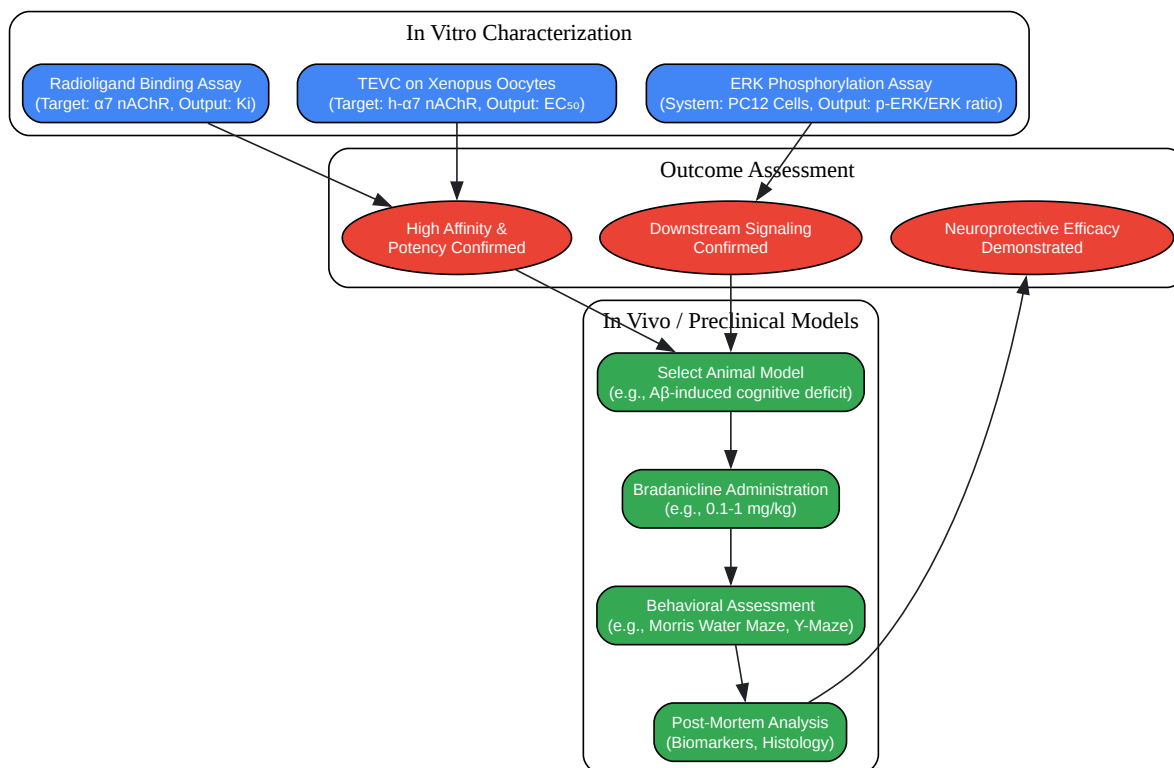 In Vitro Characterization
Radioligand Binding Assay
(Target: α7 nAChR, Output: Ki)
TEVC on Xenopus Oocytes
(Target: h-α7 nAChR, Output: EC₅₀)
ERK Phosphorylation Assay
(System: PC12 Cells, Output: p-ERK/ERK ratio)
Outcome Assessment
High Affinity &
Potency Confirmed
Downstream Signaling
Confirmed
Neuroprotective Efficacy
Demonstrated
In Vivo / Preclinical Models
Select Animal Model
(e.g., Aβ-induced cognitive deficit)
Bradanicline Administration
(e.g., 0.1-1 mg/kg)
Behavioral Assessment
(e.g., Morris Water Maze, Y-Maze)
Post-Mortem Analysis
(Biomarkers, Histology)